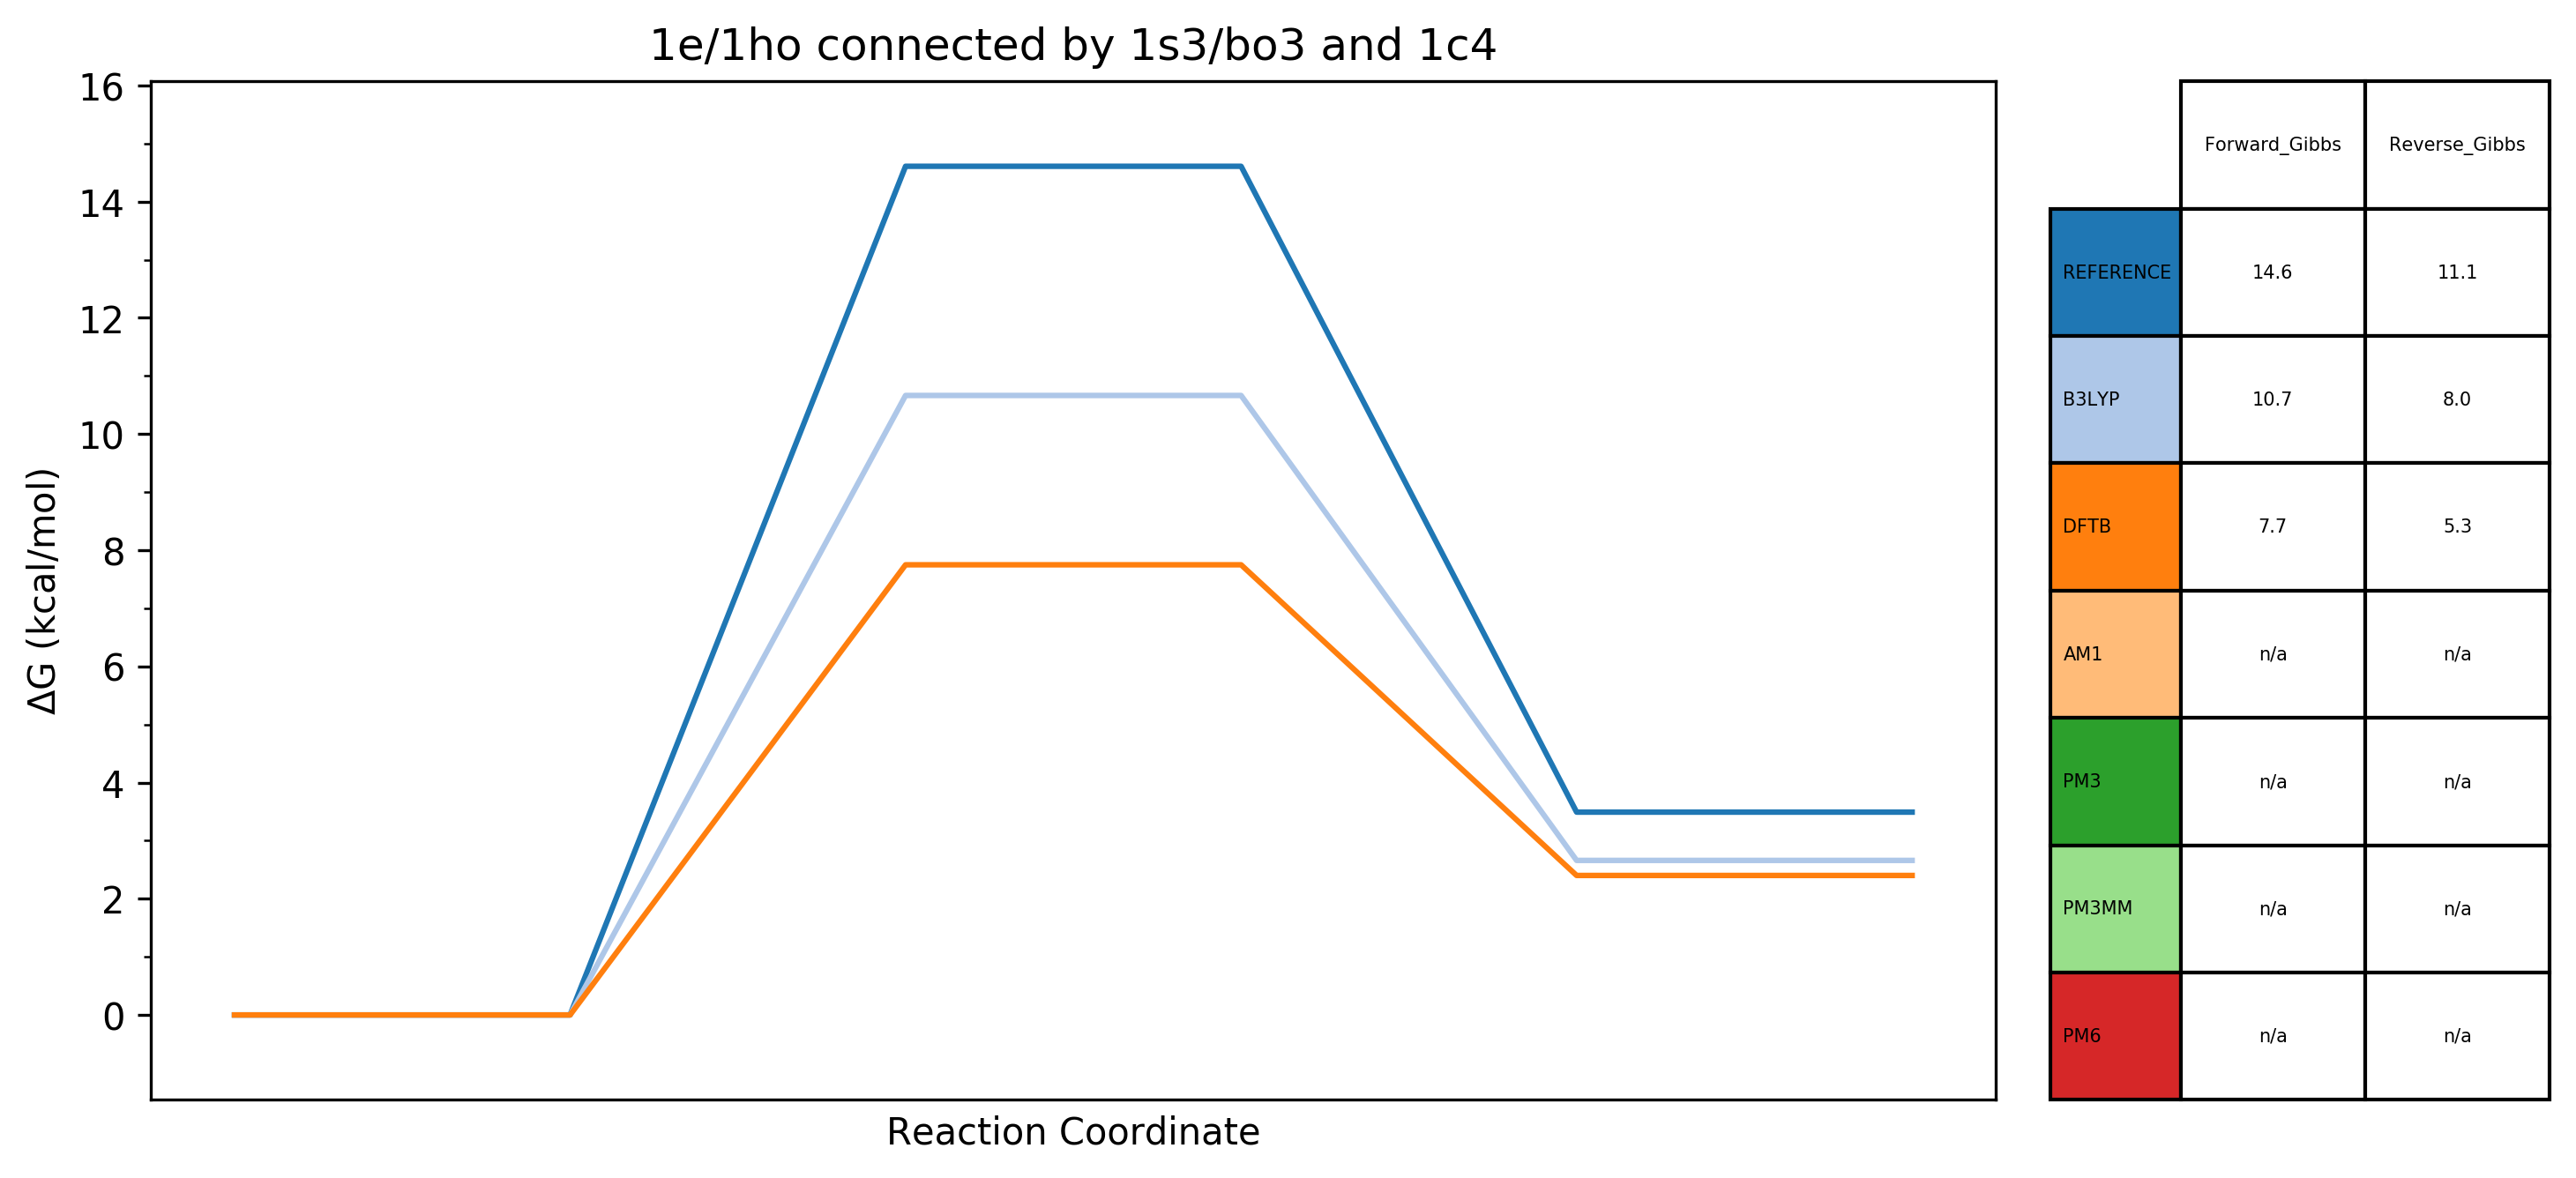 1e/1ho connected by 1s3/bo3 and 1c4
16
14
12
10
8
6
4
2
0
ΔG (kcal/mol)
Reaction Coordinate
Forward_Gibbs Reverse_Gibbs
REFERENCE 14.6 11.1
B3LYP 10.7 8.0
DFTB 7.7 5.3
AM1 n/a n/a
PM3 n/a n/a
PM3MM n/a n/a
PM6 n/a n/a